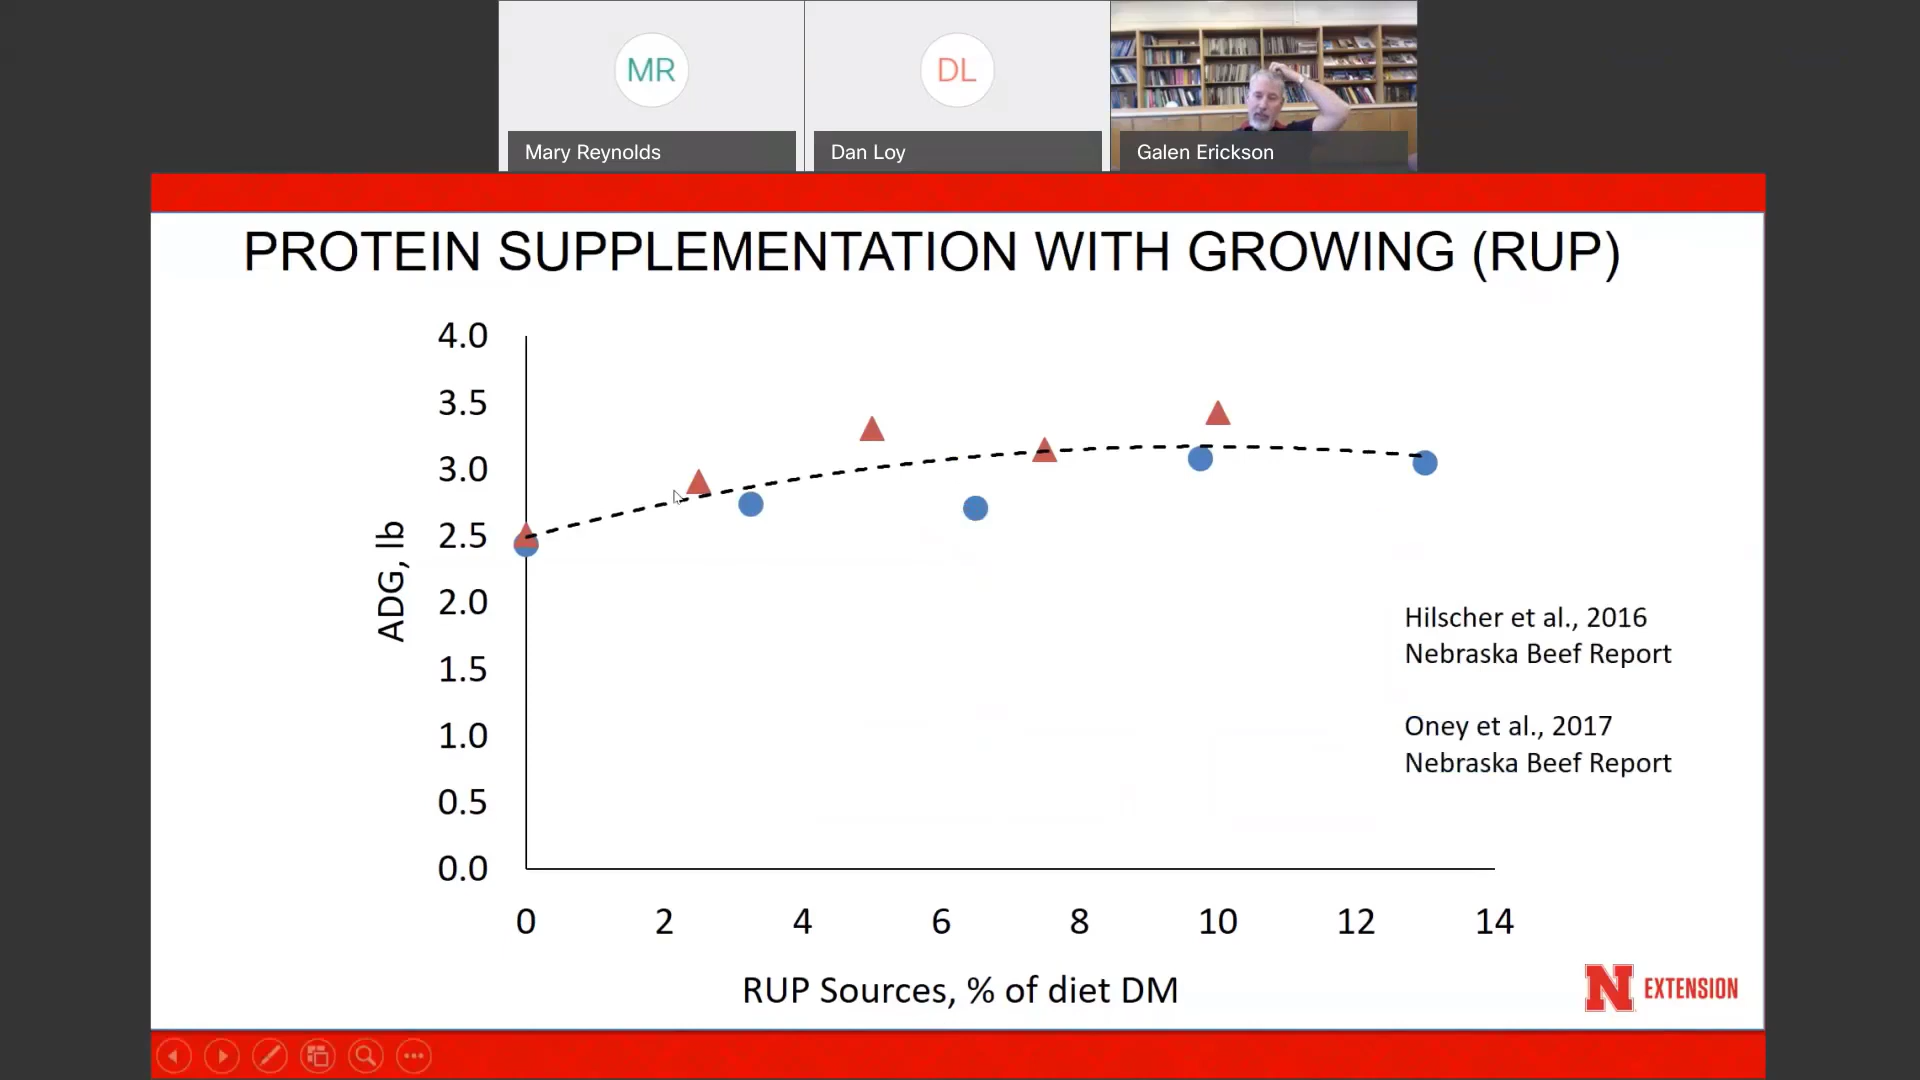 MR
DL
Mary Reynolds
Dan Loy
Galen Erickson
PROTEIN SUPPLEMENTATION WITH GROWING (RUP)
4.0
3.5
3.0
2.5
2.0
1.5
1.0
0.5
0.0
ADG, lb
0 2 4 6 8 10 12 14
RUP Sources, % of diet DM
Hilscher et al., 2016
Nebraska Beef Report
Oney et al., 2017
Nebraska Beef Report
N EXTENSION